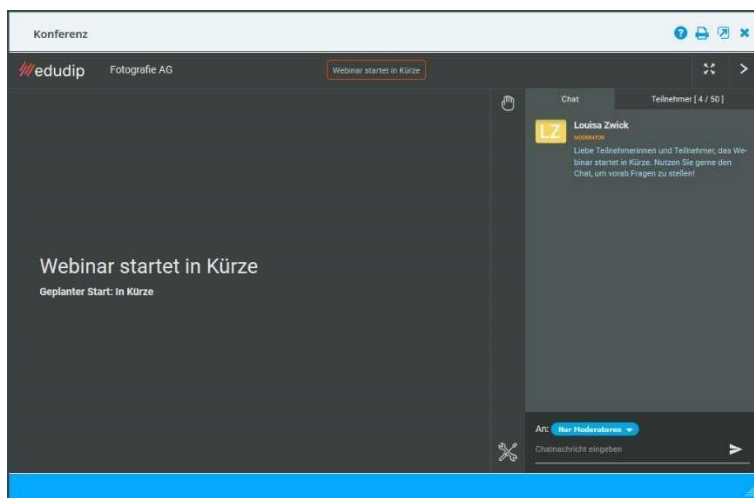 Konferenz
edudip
Fotografie AG
Webinar startet in Kürze
Chat
Teilnehmer [ 4 / 50 ]
LZ
Louisa Zwick
MODERATOR
Liebe Teilnehmerinnen und Teilnehmer, das We-
binar startet in Kürze. Nutzen Sie gerne den
Chat, um vorab Fragen zu stellen!
Webinar startet in Kürze
Geplanter Start: In Kürze
An: Nur Moderatoren
Chatnachricht eingeben